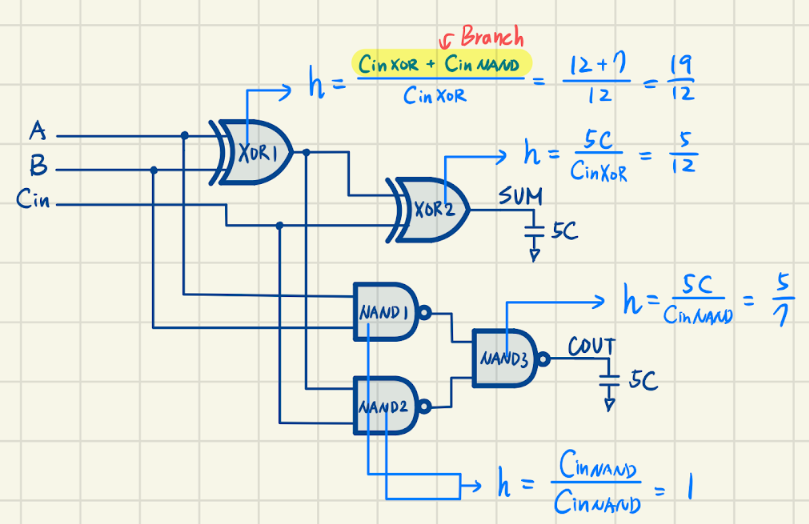 Branch
h = (Cin XOR + Cin NAND) / Cin XOR = (12+7) / 12 = 19/12
A
B
Cin
XOR1
h = 5C / Cin XOR = 5/12
XOR2
SUM
5C
NAND1
h = 5C / Cin NAND = 5/7
NAND3
COUT
5C
NAND2
h = Cin NAND / Cin NAND = 1